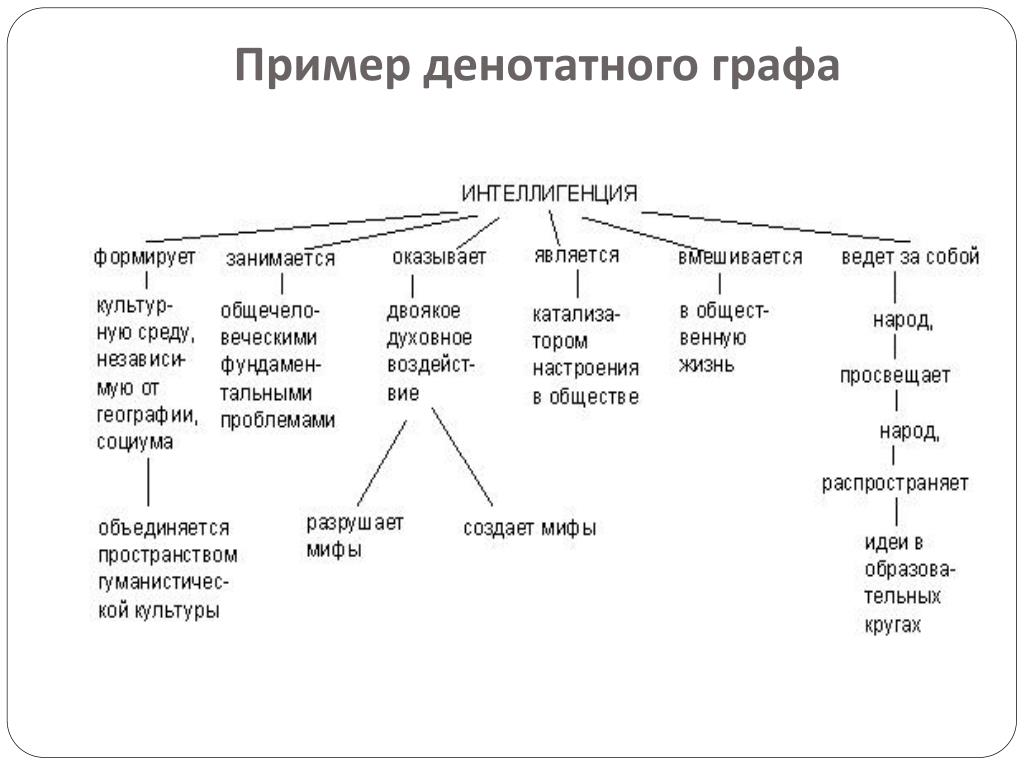 Пример денотатного графа
ИНТЕЛЛИГЕНЦИЯ
формирует
культур-
ную среду,
независи-
мую от
географии,
социума
объединяется
пространством
гуманистичес-
кой культуры
занимается
общечело-
веческими
фундамен-
тальными
проблемами
оказывает
двоякое
духовное
воздейст-
вие
разрушает
мифы
создает мифы
является
катализа-
тором
настроения
в обществе
вмешивается
в общест-
венную
жизнь
ведет за собой
народ,
просвещает
народ,
распространяет
идеи в
образова-
тельных
кругах